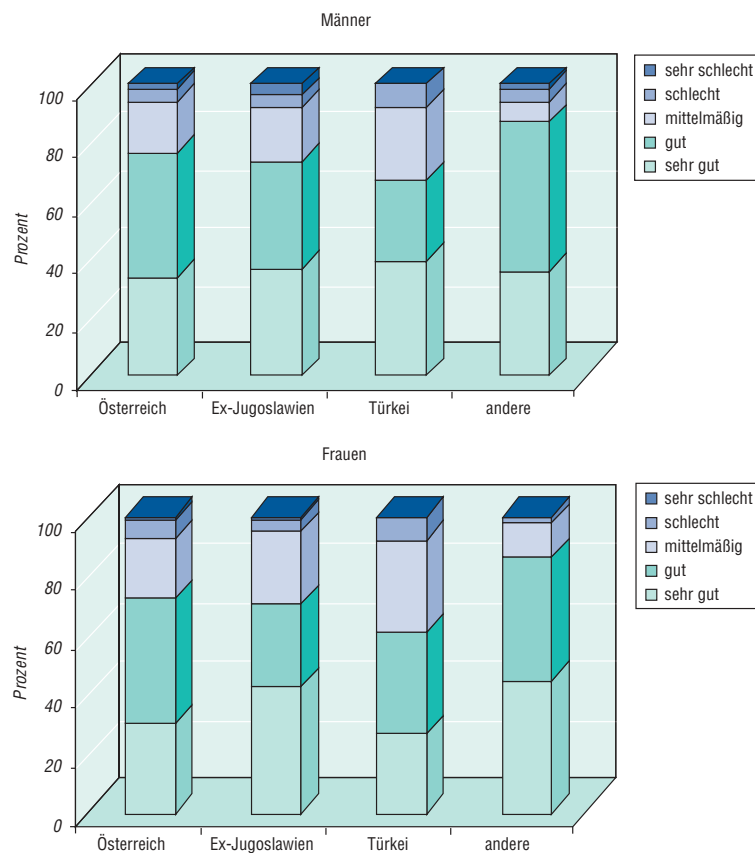 Männer
sehr schlecht
schlecht
mittelmäßig
gut
sehr gut
100
80
60
40
20
0
Prozent
Österreich Ex-Jugoslawien Türkei andere
Frauen
sehr schlecht
schlecht
mittelmäßig
gut
sehr gut
100
80
60
40
20
0
Prozent
Österreich Ex-Jugoslawien Türkei andere